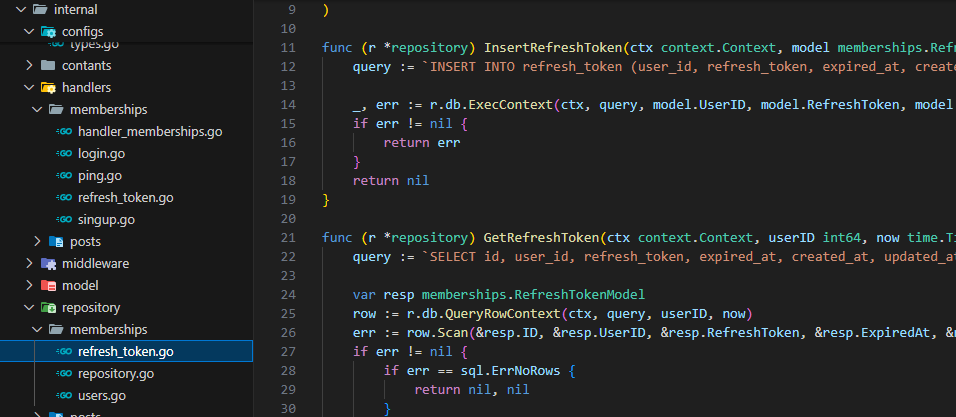 internal
configs
types.go
contants
handlers
memberships
handler_memberships.go
login.go
ping.go
refresh_token.go
singup.go
posts
middleware
model
repository
memberships
refresh_token.go
repository.go
users.go
posts
9 )
10
11 func (r *repository) InsertRefreshToken(ctx context.Context, model memberships.Refr
12 query := `INSERT INTO refresh_token (user_id, refresh_token, expired_at, create
13
14 _, err := r.db.ExecContext(ctx, query, model.UserID, model.RefreshToken, model
15 if err != nil {
16 return err
17 }
18 return nil
19 }
20
21 func (r *repository) GetRefreshToken(ctx context.Context, userID int64, now time.Ti
22 query := `SELECT id, user_id, refresh_token, expired_at, created_at, updated_at
23
24 var resp memberships.RefreshTokenModel
25 row := r.db.QueryRowContext(ctx, query, userID, now)
26 err := row.Scan(&resp.ID, &resp.UserID, &resp.RefreshToken, &resp.ExpiredAt, &r
27 if err != nil {
28 if err == sql.ErrNoRows {
29 return nil, nil
30 }